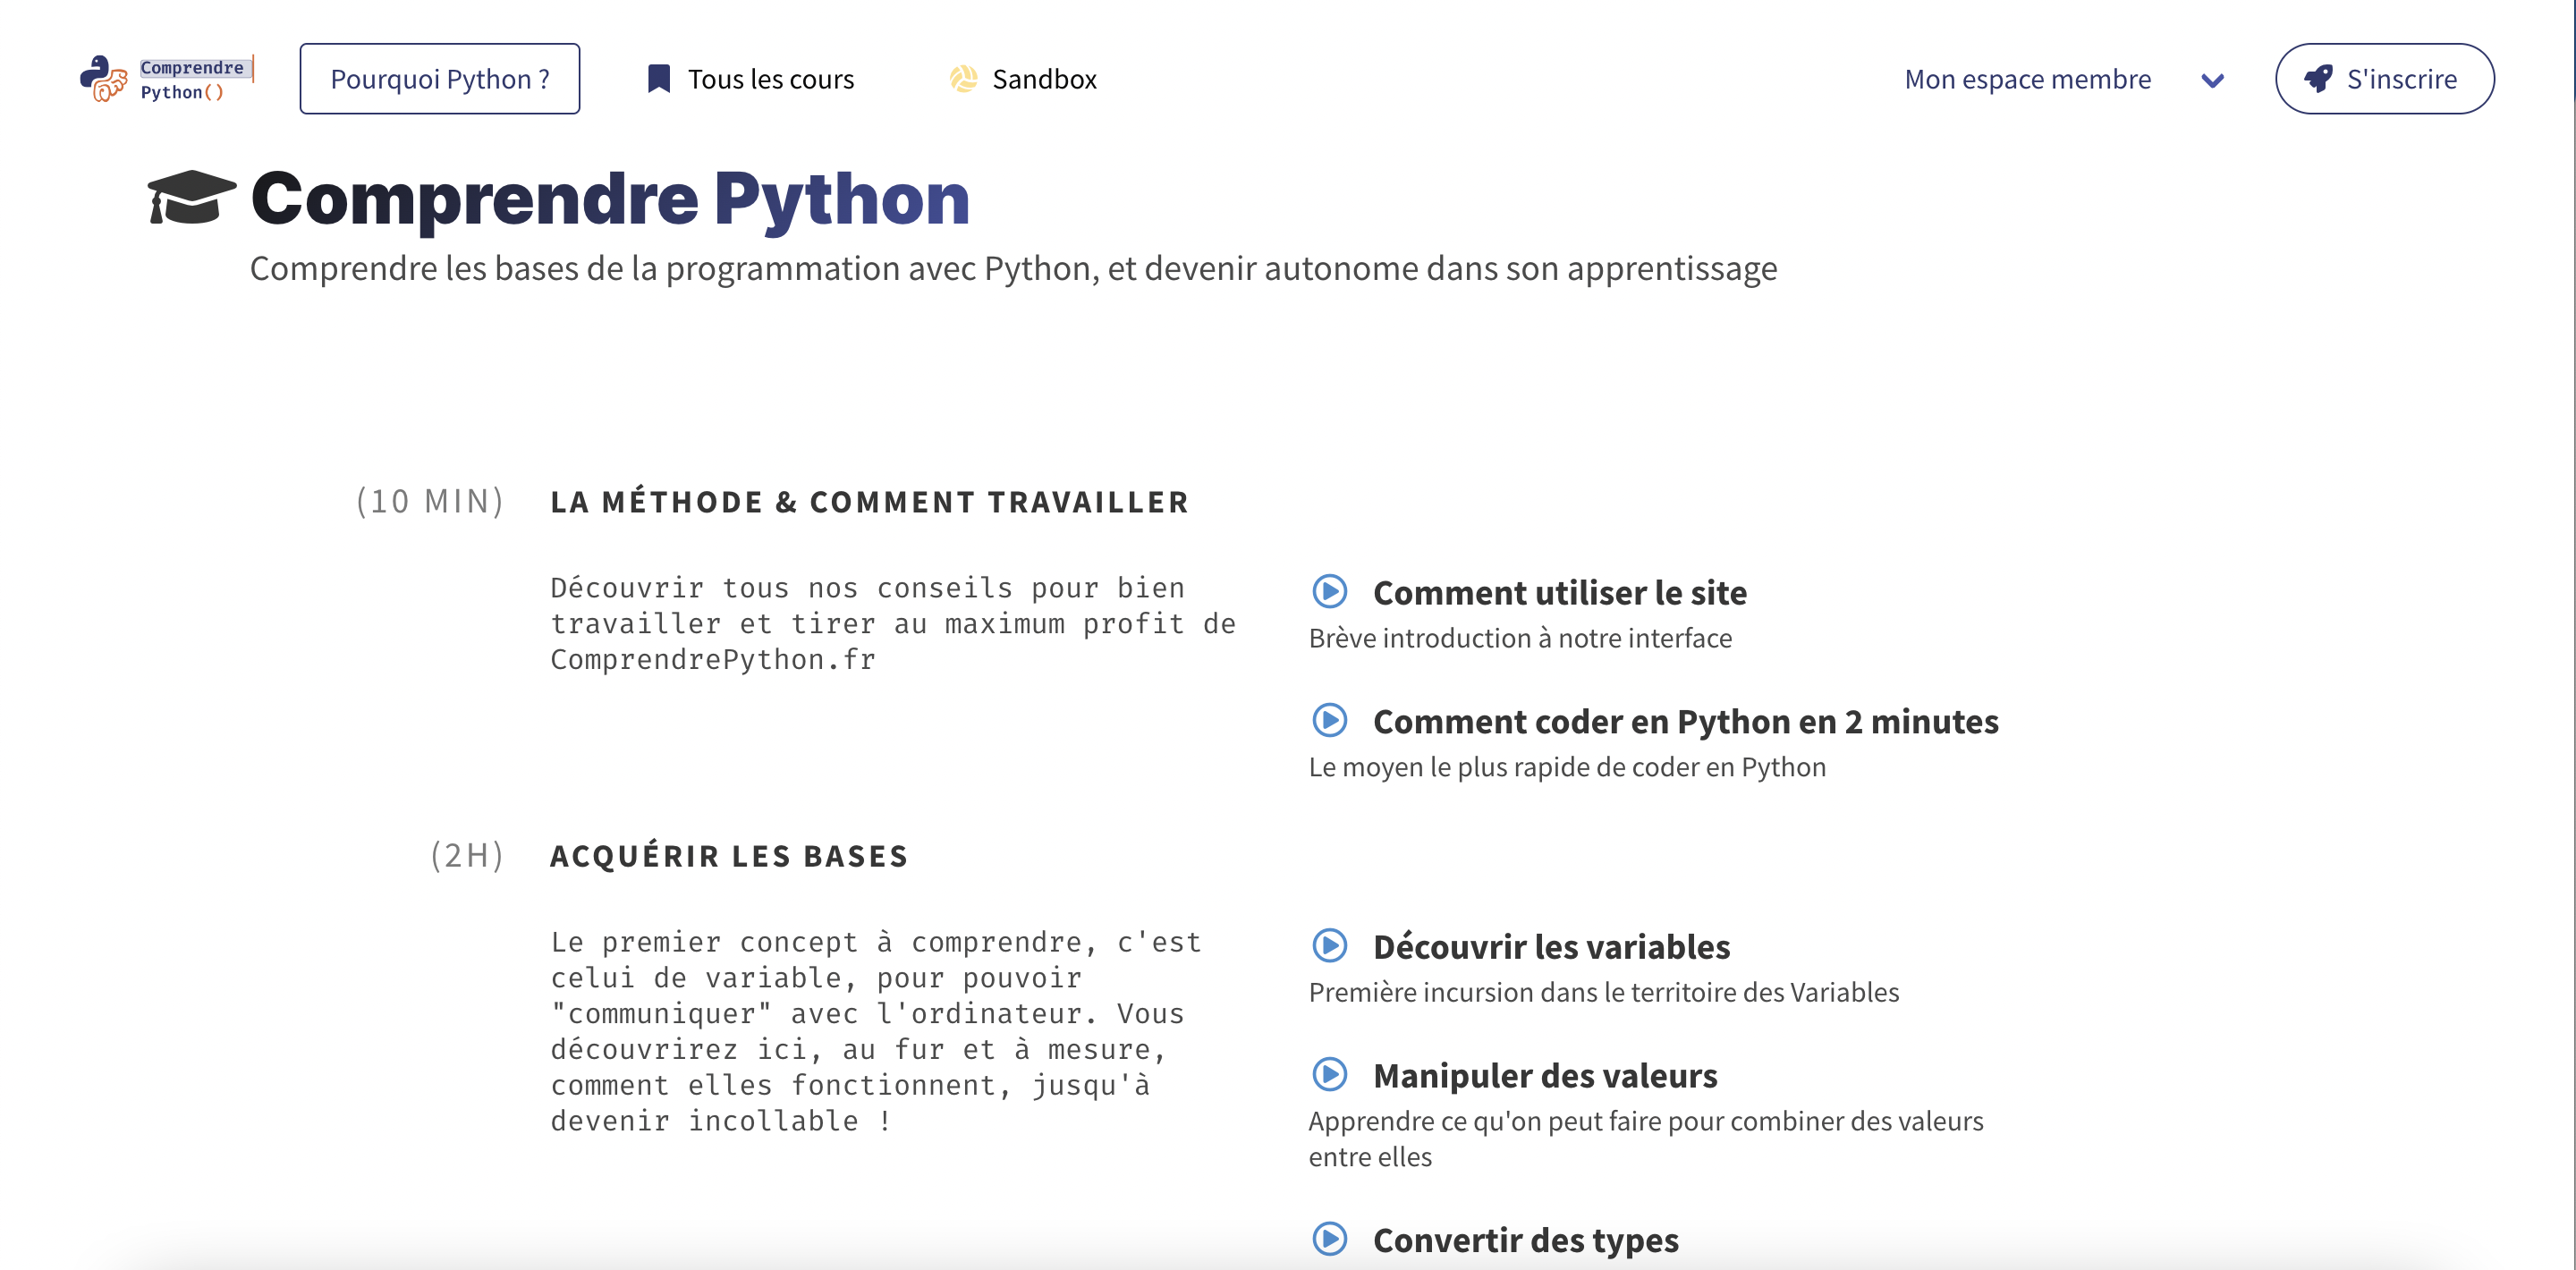 Comprendre
Python()
Pourquoi Python ?
Tous les cours
Sandbox
Mon espace membre
S'inscrire
Comprendre Python
Comprendre les bases de la programmation avec Python, et devenir autonome dans son apprentissage
(10 MIN)
LA MÉTHODE & COMMENT TRAVAILLER
Découvrir tous nos conseils pour bien
travailler et tirer au maximum profit de
ComprendrePython.fr
Comment utiliser le site
Brève introduction à notre interface
Comment coder en Python en 2 minutes
Le moyen le plus rapide de coder en Python
(2H)
ACQUÉRIR LES BASES
Le premier concept à comprendre, c'est
celui de variable, pour pouvoir
"communiquer" avec l'ordinateur. Vous
découvrirez ici, au fur et à mesure,
comment elles fonctionnent, jusqu'à
devenir incollable !
Découvrir les variables
Première incursion dans le territoire des Variables
Manipuler des valeurs
Apprendre ce qu'on peut faire pour combiner des valeurs
entre elles
Convertir des types